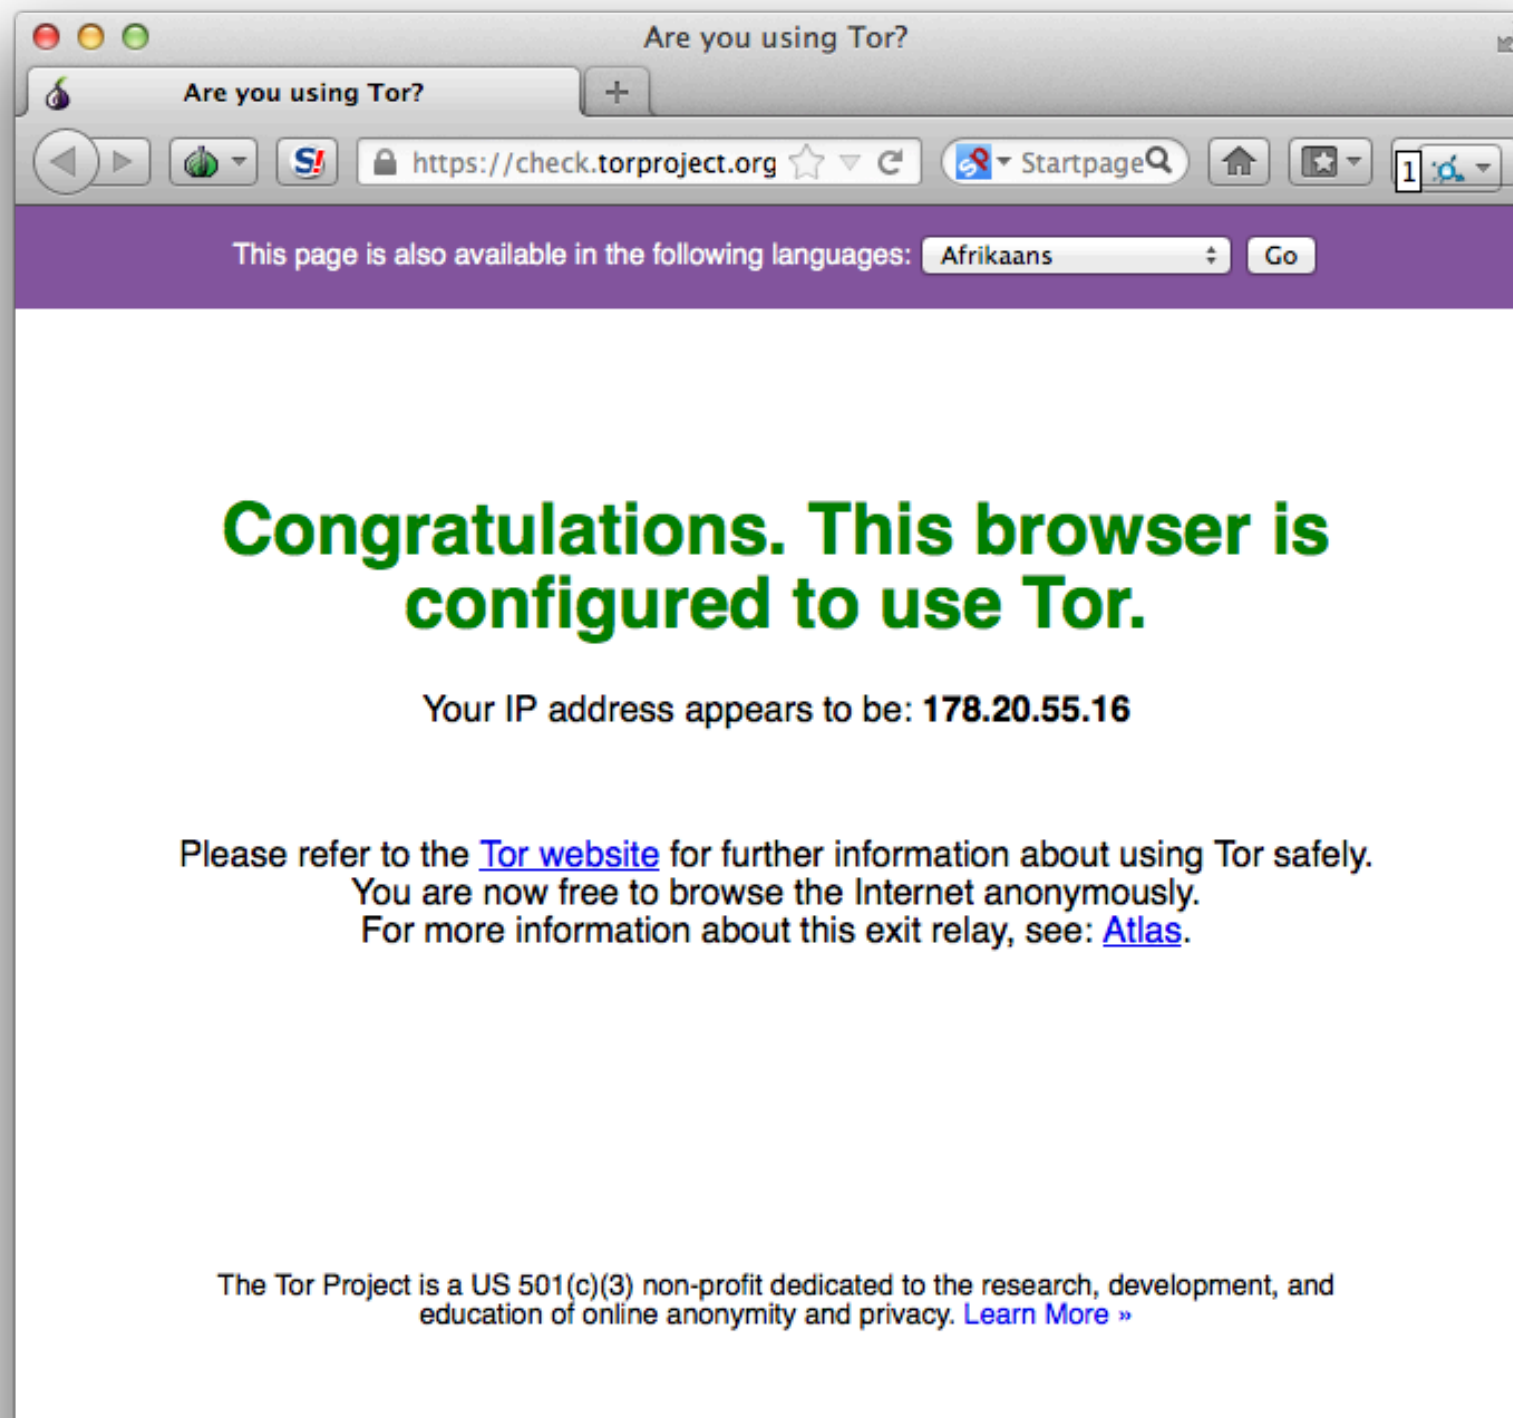 Are you using Tor?
Are you using Tor?
S!
https://check.torproject.org
Startpage
1
This page is also available in the following languages: Afrikaans Go
Congratulations. This browser is
configured to use Tor.
Your IP address appears to be: 178.20.55.16
Please refer to the Tor website for further information about using Tor safely.
You are now free to browse the Internet anonymously.
For more information about this exit relay, see: Atlas.
The Tor Project is a US 501(c)(3) non-profit dedicated to the research, development, and
education of online anonymity and privacy. Learn More »